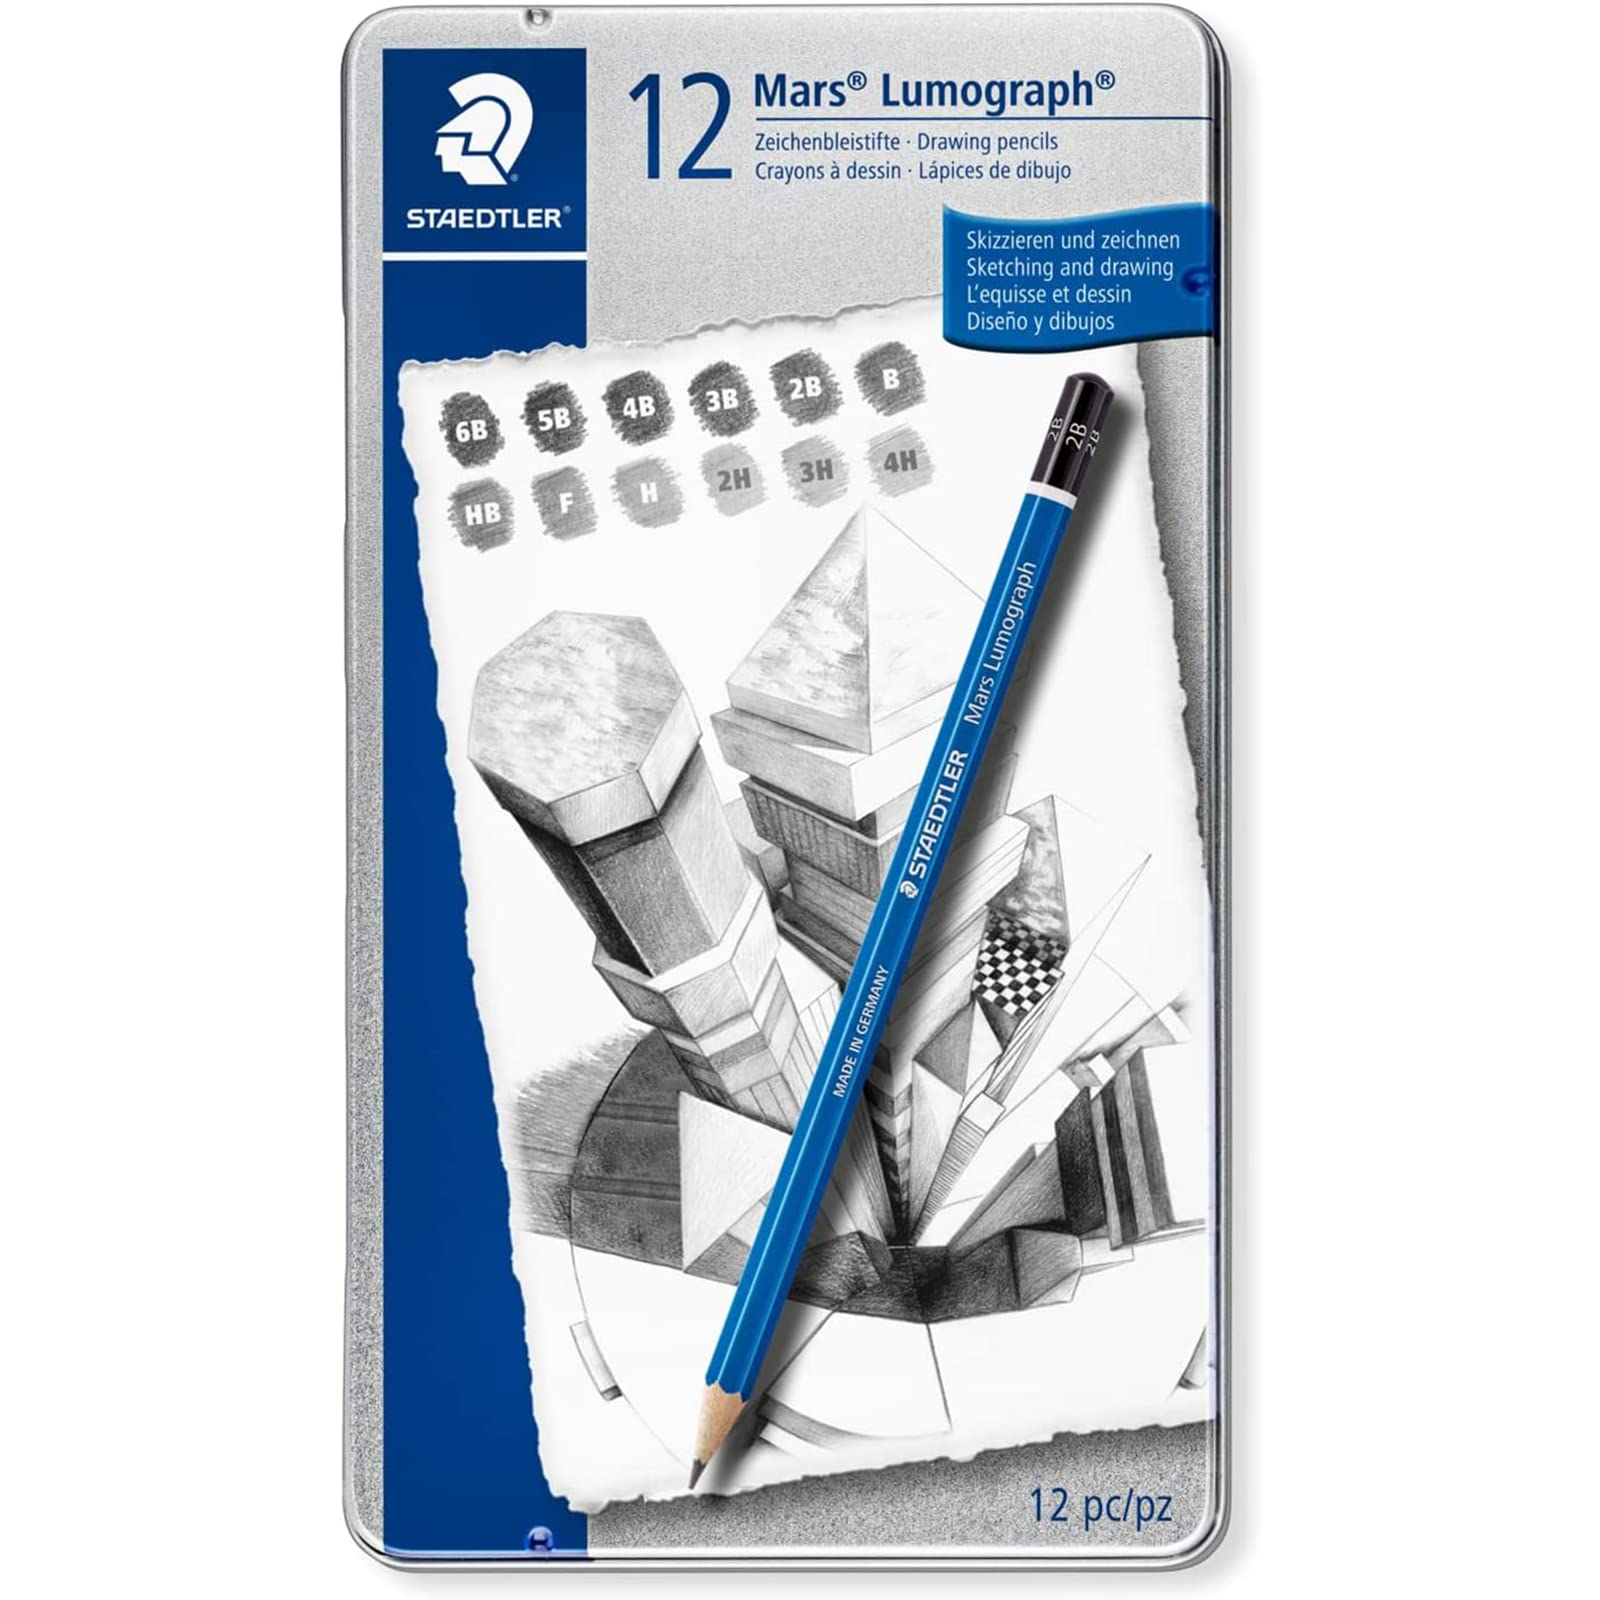 STAEDTLER®
12 Mars® Lumograph®
Zeichenbleistifte · Drawing pencils
Crayons à dessin · Lápices de dibujo
Skizzieren und zeichnen
Sketching and drawing
L'equisse et dessin
Diseño y dibujos
6B 5B 4B 3B 2B B
HB F H 2H 3H 4H
2B 2B 2B
MADE IN GERMANY STAEDTLER Mars Lumograph
12 pc/pz